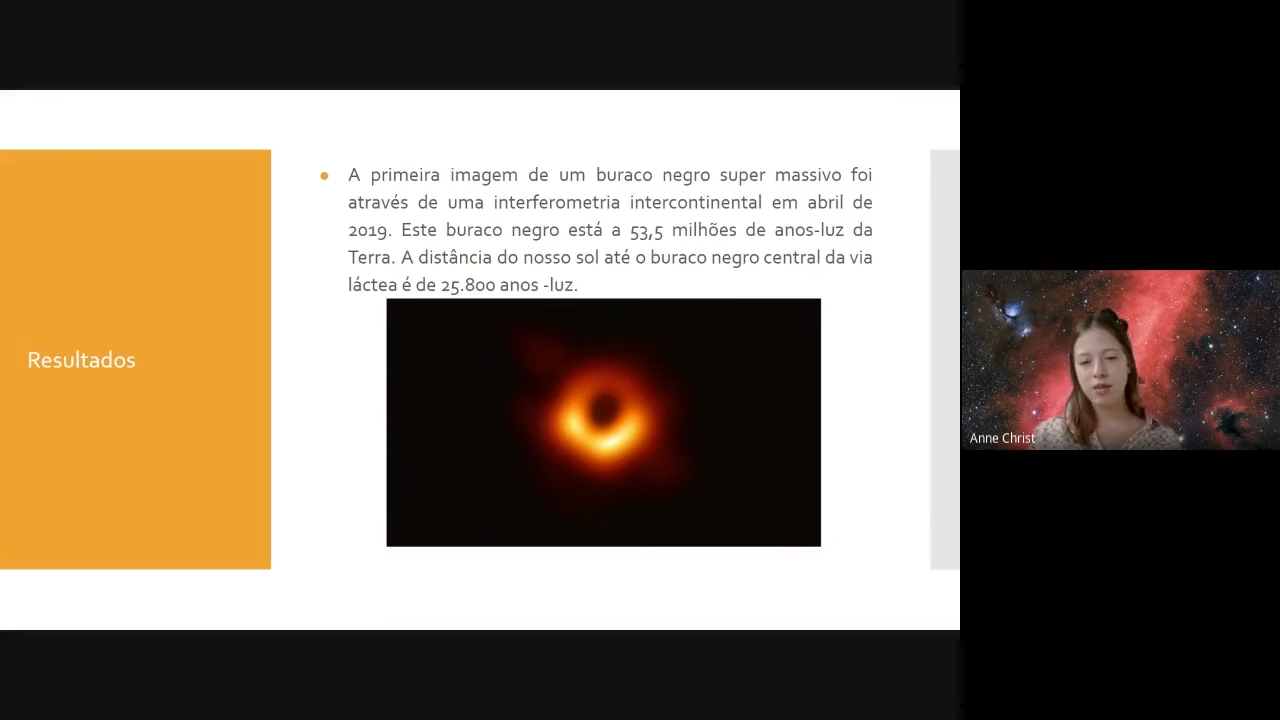 Resultados
A primeira imagem de um buraco negro super massivo foi
através de uma interferometria intercontinental em abril de
2019. Este buraco negro está a 53,5 milhões de anos-luz da
Terra. A distância do nosso sol até o buraco negro central da via
láctea é de 25.800 anos -luz.
Anne Christ